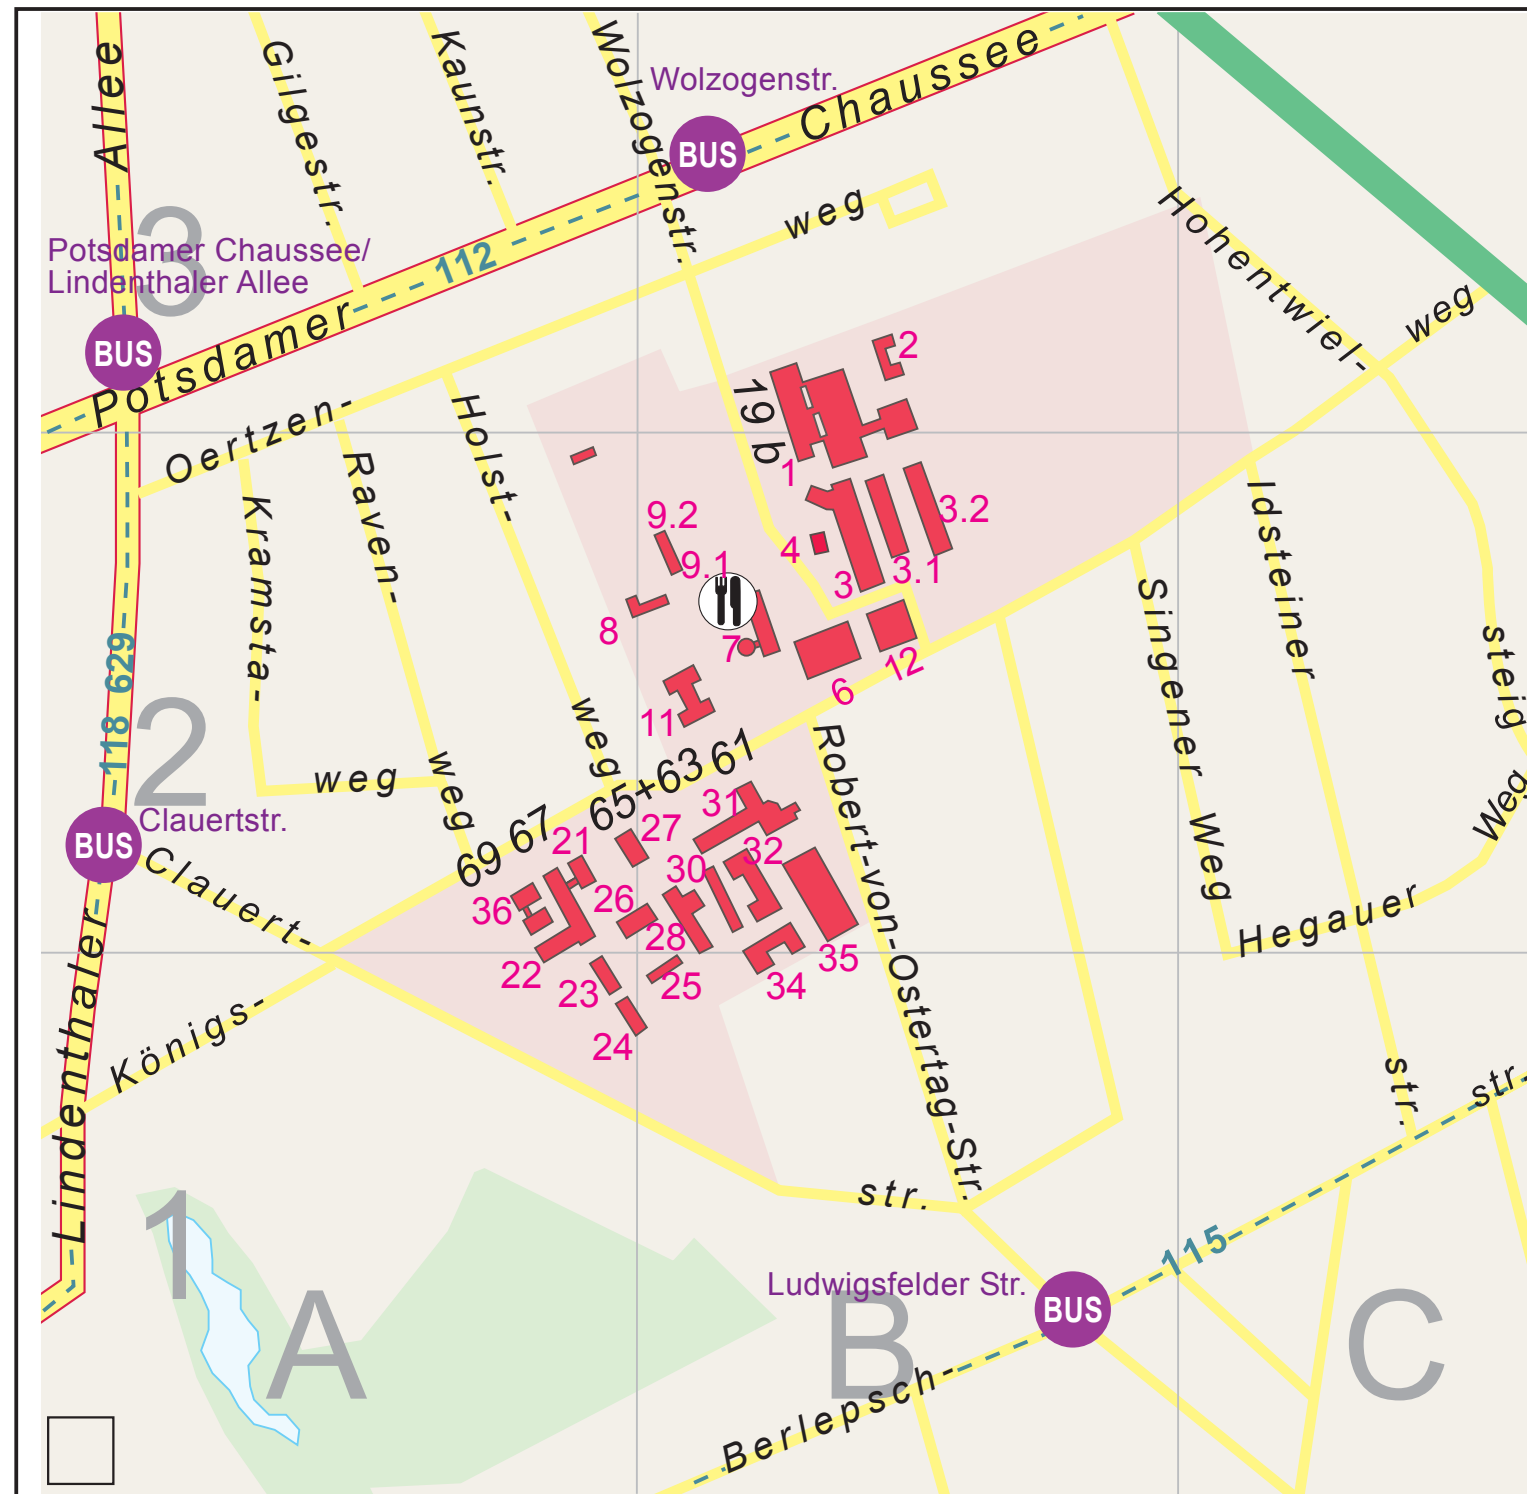 Allee
Gilgestr.
Kaunstr.
Wolzogenstr.
Wolzogenstr.
BUS
Chaussee
3
Potsdamer Chaussee/
Lindenthaler Allee
BUS
Potsdamer
112
weg
Hohentwiel-
weg
Oertzen-
Holst-
19 b
2
1
Kramsta-
Raven-
9.2
9.1
4
3
3.1
3.2
Idsteiner
8
7
6
12
Singener Weg
steig
118 629
2
11
weg
weg
weg
61
65+63
67
69
Robert-von-Ostertag-Str.
Clauertstr.
BUS
Clauert-
31
27
21
32
30
26
36
28
22
23
25
34
35
24
Hegauer
Weg
Lindenthaler
Königs-
str.
str.
str.
1
A
Ludwigsfelder Str.
BUS
115
B
C
Berlepsch-